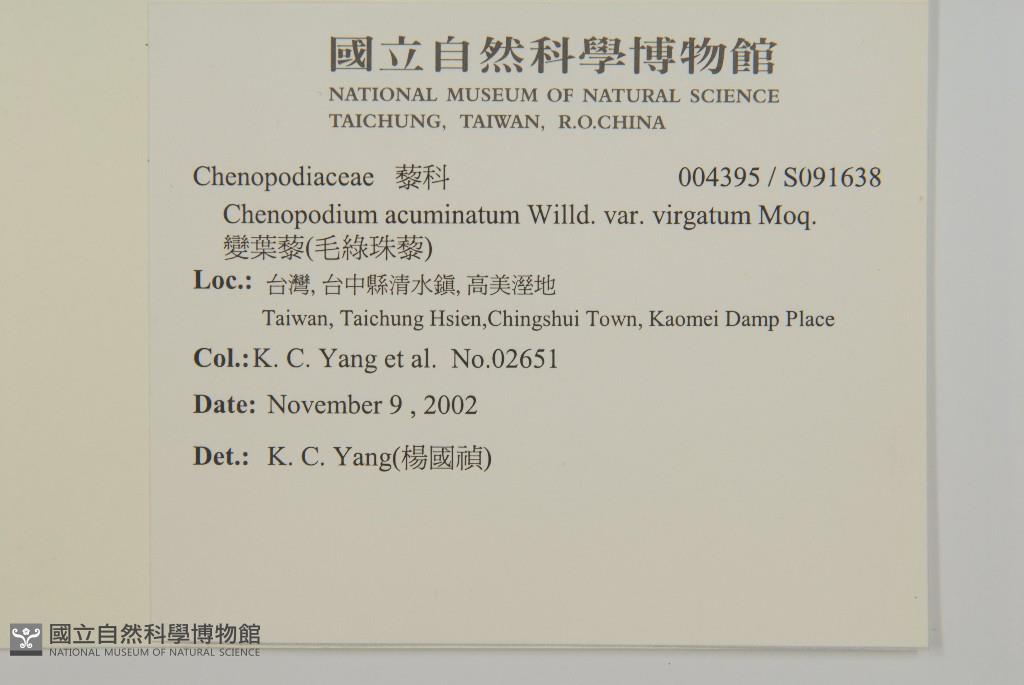 國立自然科學博物館
NATIONAL MUSEUM OF NATURAL SCIENCE
TAICHUNG, TAIWAN, R.O.CHINA
Chenopodiaceae 藜科 004395 / S091638
Chenopodium acuminatum Willd. var. virgatum Moq.
變葉藜(毛綠珠藜)
Loc.: 台灣, 台中縣清水鎮, 高美溼地
Taiwan, Taichung Hsien,Chingshui Town, Kaomei Damp Place
Col.:K. C. Yang et al. No.02651
Date: November 9 , 2002
Det.: K. C. Yang(楊國禎)
國立自然科學博物館
NATIONAL MUSEUM OF NATURAL SCIENCE